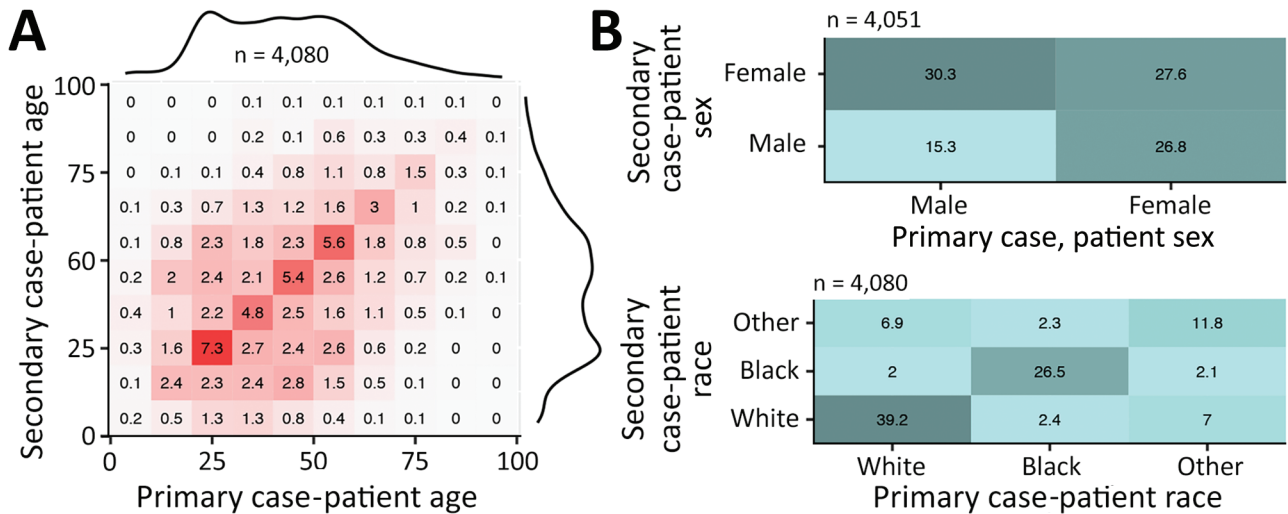 A
n = 4,080
Secondary case-patient age
100
0 0 0 0.1 0.1 0.1 0.1 0.1 0.1 0
0 0 0 0.2 0.1 0.6 0.3 0.3 0.4 0.1
75
0 0.1 0.1 0.4 0.8 1.1 0.8 1.5 0.3 0.1
0.1 0.3 0.7 1.3 1.2 1.6 3 1 0.2 0.1
0.1 0.8 2.3 1.8 2.3 5.6 1.8 0.8 0.5 0
60
0.2 2 2.4 2.1 5.4 2.6 1.2 0.7 0.2 0.1
0.4 1 2.2 4.8 2.5 1.6 1.1 0.5 0.1 0
25
0.3 1.6 7.3 2.7 2.4 2.6 0.6 0.2 0 0
0.1 2.4 2.3 2.4 2.8 1.5 0.5 0.1 0 0
0.2 0.5 1.3 1.3 0.8 0.4 0.1 0.1 0 0
0
0 25 50 75 100
Primary case-patient age
B
n = 4,051
Secondary
case-patient
sex
Female 30.3 27.6
Male 15.3 26.8
Male Female
Primary case, patient sex
n = 4,080
Secondary
case-patient
race
Other 6.9 2.3 11.8
Black 2 26.5 2.1
White 39.2 2.4 7
White Black Other
Primary case-patient race